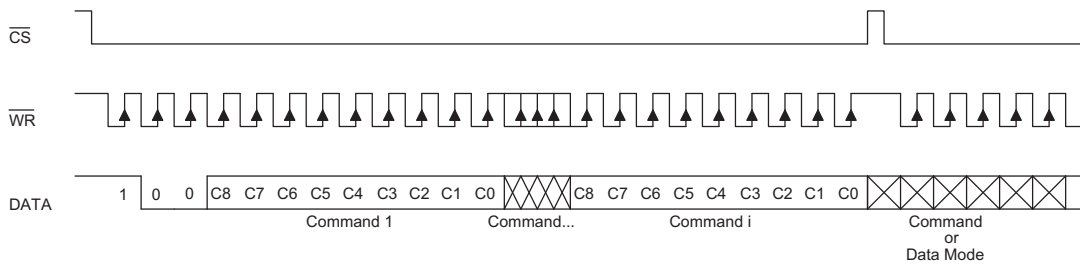 CS
WR
DATA
1 0 0 C8 C7 C6 C5 C4 C3 C2 C1 C0 C8 C7 C6 C5 C4 C3 C2 C1 C0
Command 1
Command...
Command i
Command
or
Data Mode